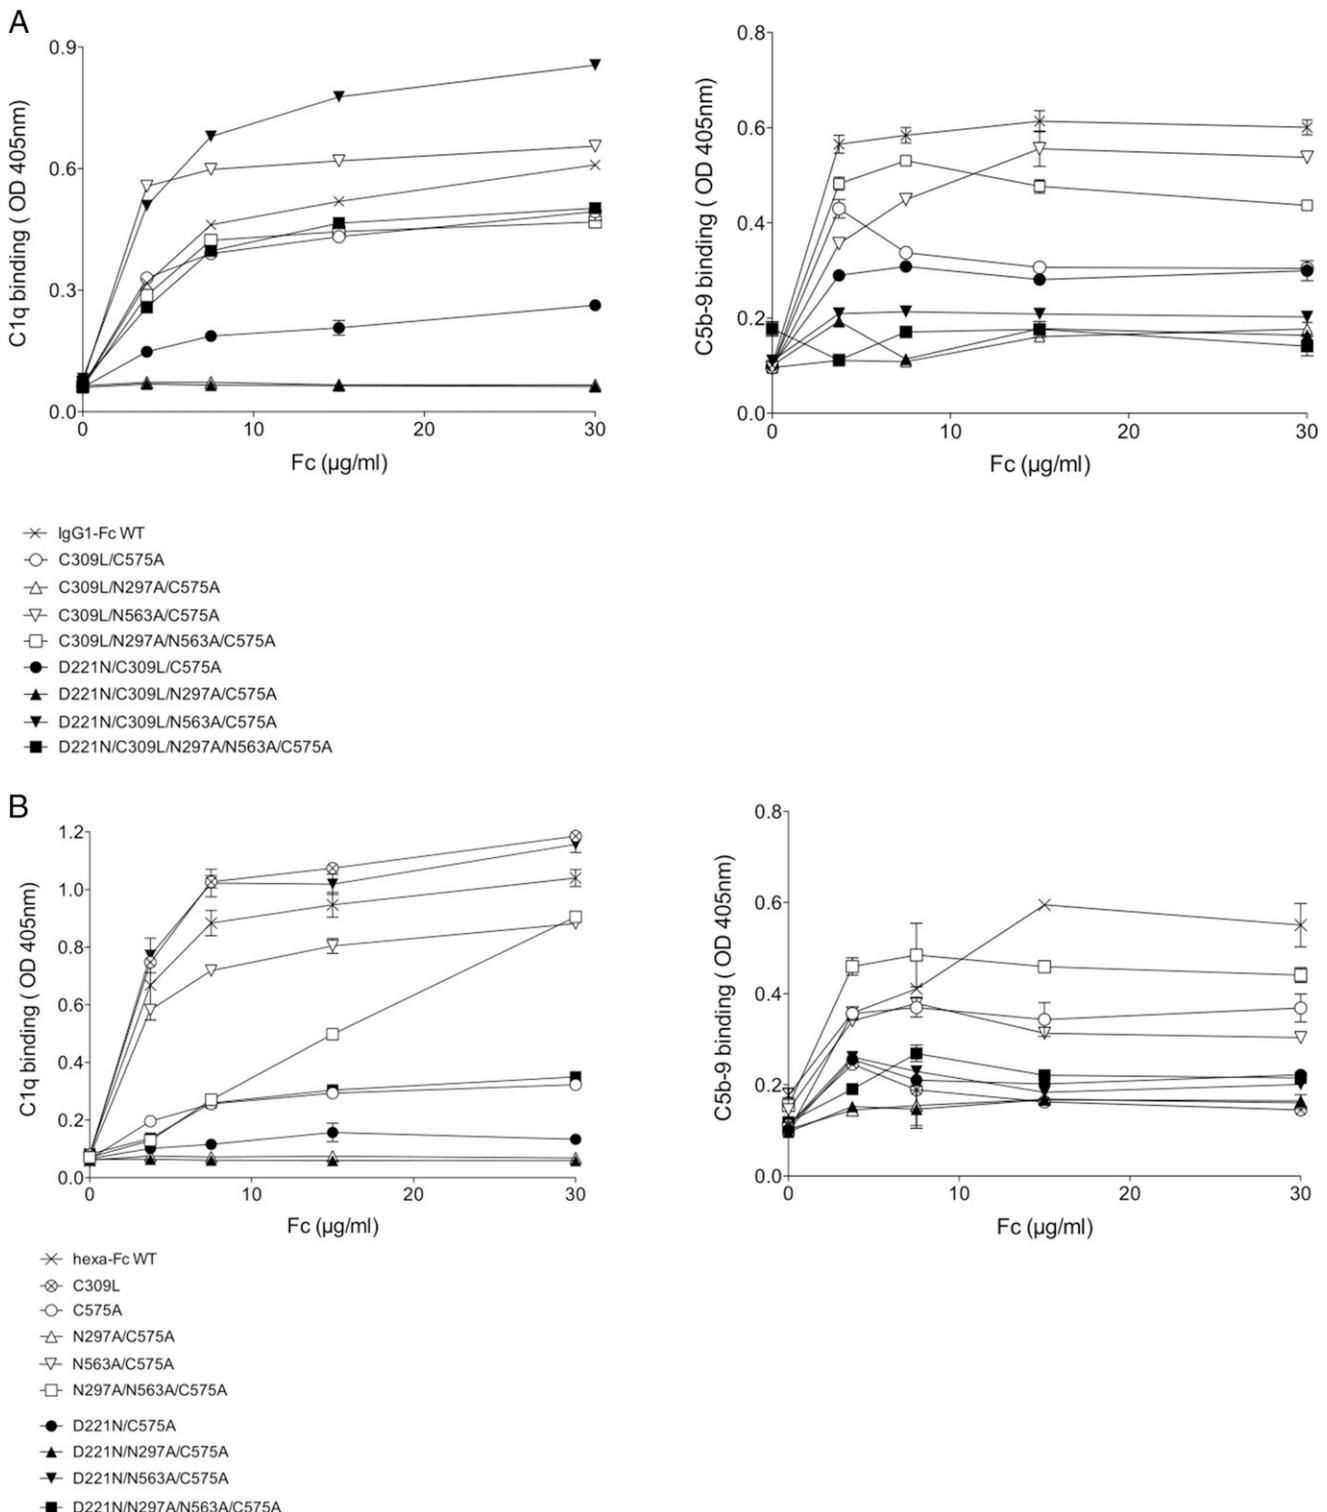 A
0.9
0.6
0.3
0.0
C1q binding ( OD 405nm)
0
10
20
30
Fc (µg/ml)
0.8
0.6
0.4
0.2
0.0
C5b-9 binding ( OD 405nm)
0
10
20
30
Fc (µg/ml)
IgG1-Fc WT
C309L/C575A
C309L/N297A/C575A
C309L/N563A/C575A
C309L/N297A/N563A/C575A
D221N/C309L/C575A
D221N/C309L/N297A/C575A
D221N/C309L/N563A/C575A
D221N/C309L/N297A/N563A/C575A
B
1.2
1.0
0.8
0.6
0.4
0.2
0.0
C1q binding ( OD 405nm)
0
10
20
30
Fc (µg/ml)
0.8
0.6
0.4
0.2
0.0
C5b-9 binding ( OD 405nm)
0
10
20
30
Fc (µg/ml)
hexa-Fc WT
C309L
C575A
N297A/C575A
N563A/C575A
N297A/N563A/C575A
D221N/C575A
D221N/N297A/C575A
D221N/N563A/C575A
D221N/N297A/N563A/C575A